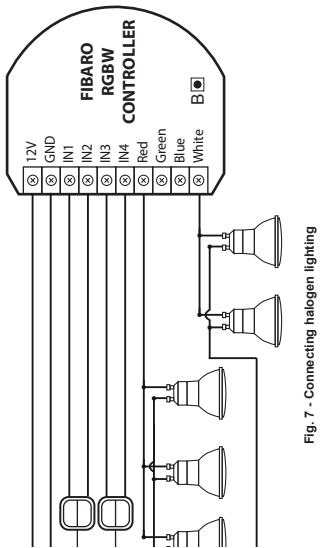 FIBARO
RGBW
CONTROLLER
B
12V
GND
IN1
IN2
IN3
IN4
Red
Green
Blue
White
Fig. 7 - Connecting halogen lighting